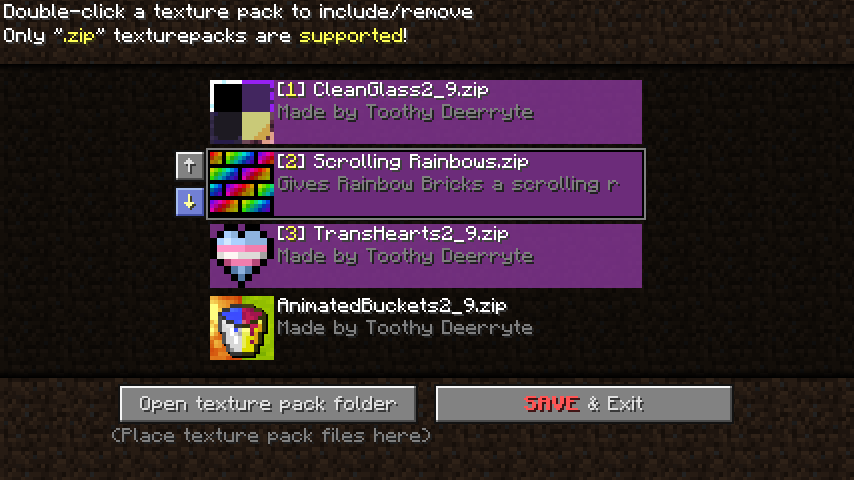 Double-click a texture pack to include/remove
Only ".zip" texturepacks are supported!
[1] CleanGlass2_9.zip
Made by Toothy Deerryte
[2] Scrolling Rainbows.zip
Gives Rainbow Bricks a scrolling r
[3] TransHearts2_9.zip
Made by Toothy Deerryte
AnimatedBuckets2_9.zip
Made by Toothy Deerryte
Open texture pack folder
SAVE & Exit
(Place texture pack files here)